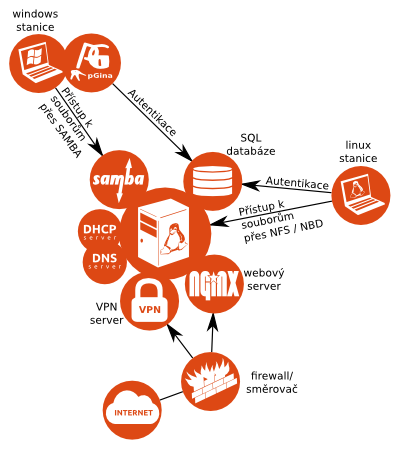 windows
stanice
pGina
Přístup k
souborům
přes SAMBA
Autentikace
SQL
databáze
linux
stanice
samba
Autentikace
Přístup k
souborům
přes NFS / NBD
DHCP
server
DNS
server
NGINX
webový
server
VPN
server
VPN
firewall/
směrovač
INTERNET